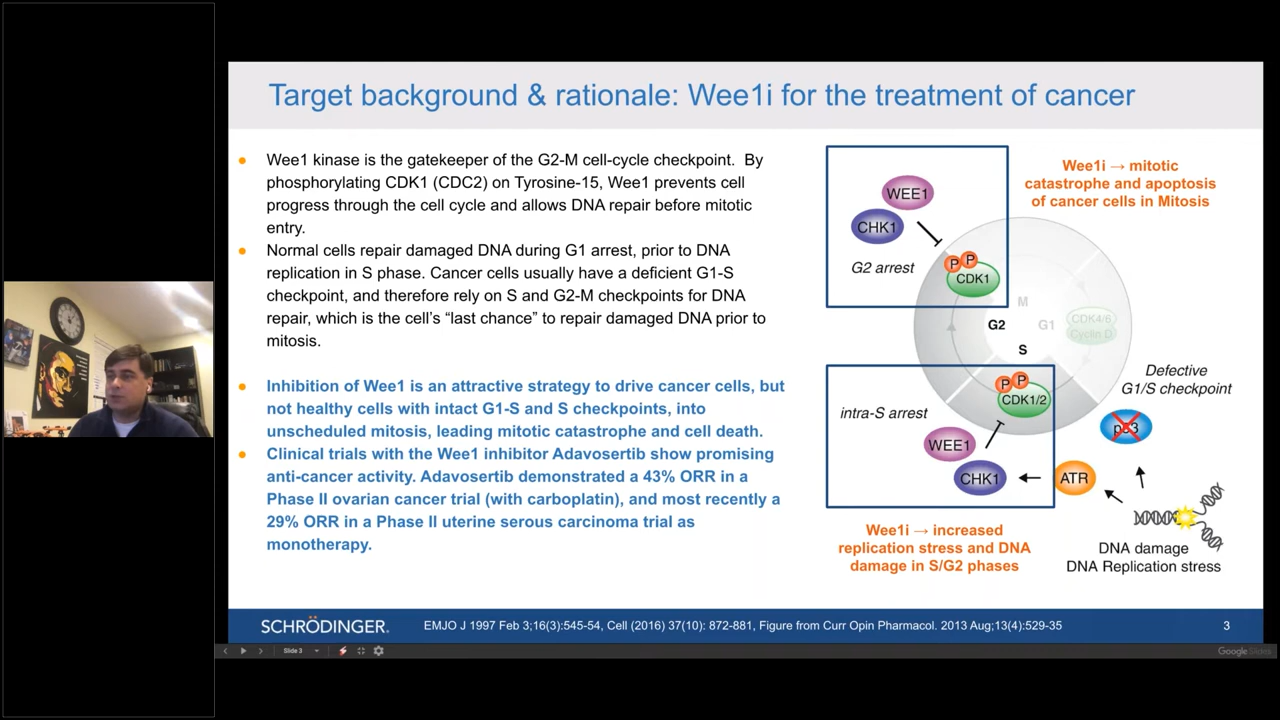 Target background & rationale: Wee1i for the treatment of cancer
● Wee1 kinase is the gatekeeper of the G2-M cell-cycle checkpoint. By
phosphorylating CDK1 (CDC2) on Tyrosine-15, Wee1 prevents cell
progress through the cell cycle and allows DNA repair before mitotic
entry.
● Normal cells repair damaged DNA during G1 arrest, prior to DNA
replication in S phase. Cancer cells usually have a deficient G1-S
checkpoint, and therefore rely on S and G2-M checkpoints for DNA
repair, which is the cell's “last chance” to repair damaged DNA prior to
mitosis.
● Inhibition of Wee1 is an attractive strategy to drive cancer cells, but
not healthy cells with intact G1-S and S checkpoints, into
unscheduled mitosis, leading mitotic catastrophe and cell death.
● Clinical trials with the Wee1 inhibitor Adavosertib show promising
anti-cancer activity. Adavosertib demonstrated a 43% ORR in a
Phase II ovarian cancer trial (with carboplatin), and most recently a
29% ORR in a Phase II uterine serous carcinoma trial as
monotherapy.
WEE1
CHK1
G2 arrest
P P
CDK1
Wee1i → mitotic
catastrophe and apoptosis
of cancer cells in Mitosis
M
G2
G1
S
CDK4/6
Cyclin D
intra-S arrest
P P
CDK1/2
WEE1
CHK1
ATR
Defective
G1/S checkpoint
p53
DNA damage
DNA Replication stress
Wee1i → increased
replication stress and DNA
damage in S/G2 phases
SCHRÖDINGER.
EMJO J 1997 Feb 3;16(3):545-54, Cell (2016) 37(10): 872-881, Figure from Curr Opin Pharmacol. 2013 Aug;13(4):529-35
3
Slide 3
Google Slides